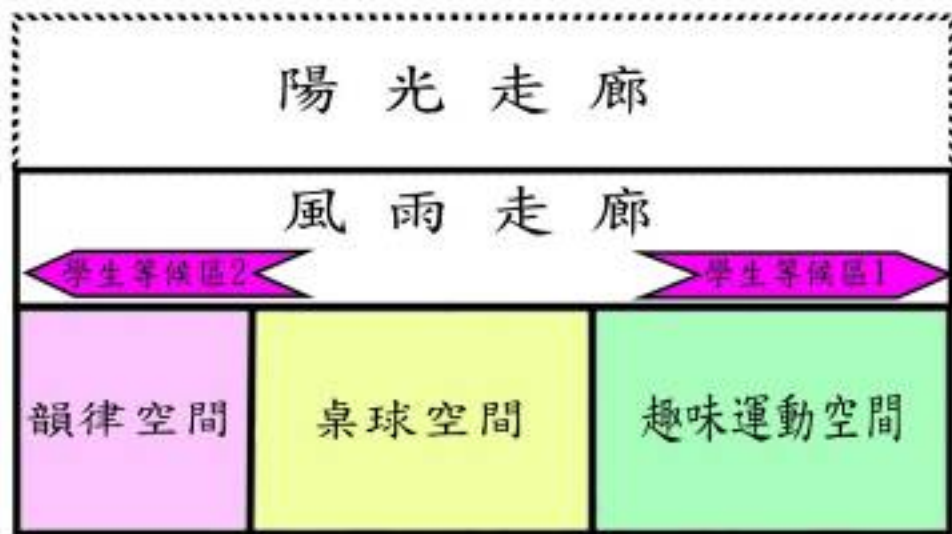 陽光走廊
風雨走廊
學生等候區2
學生等候區1
韻律空間
桌球空間
趣味運動空間